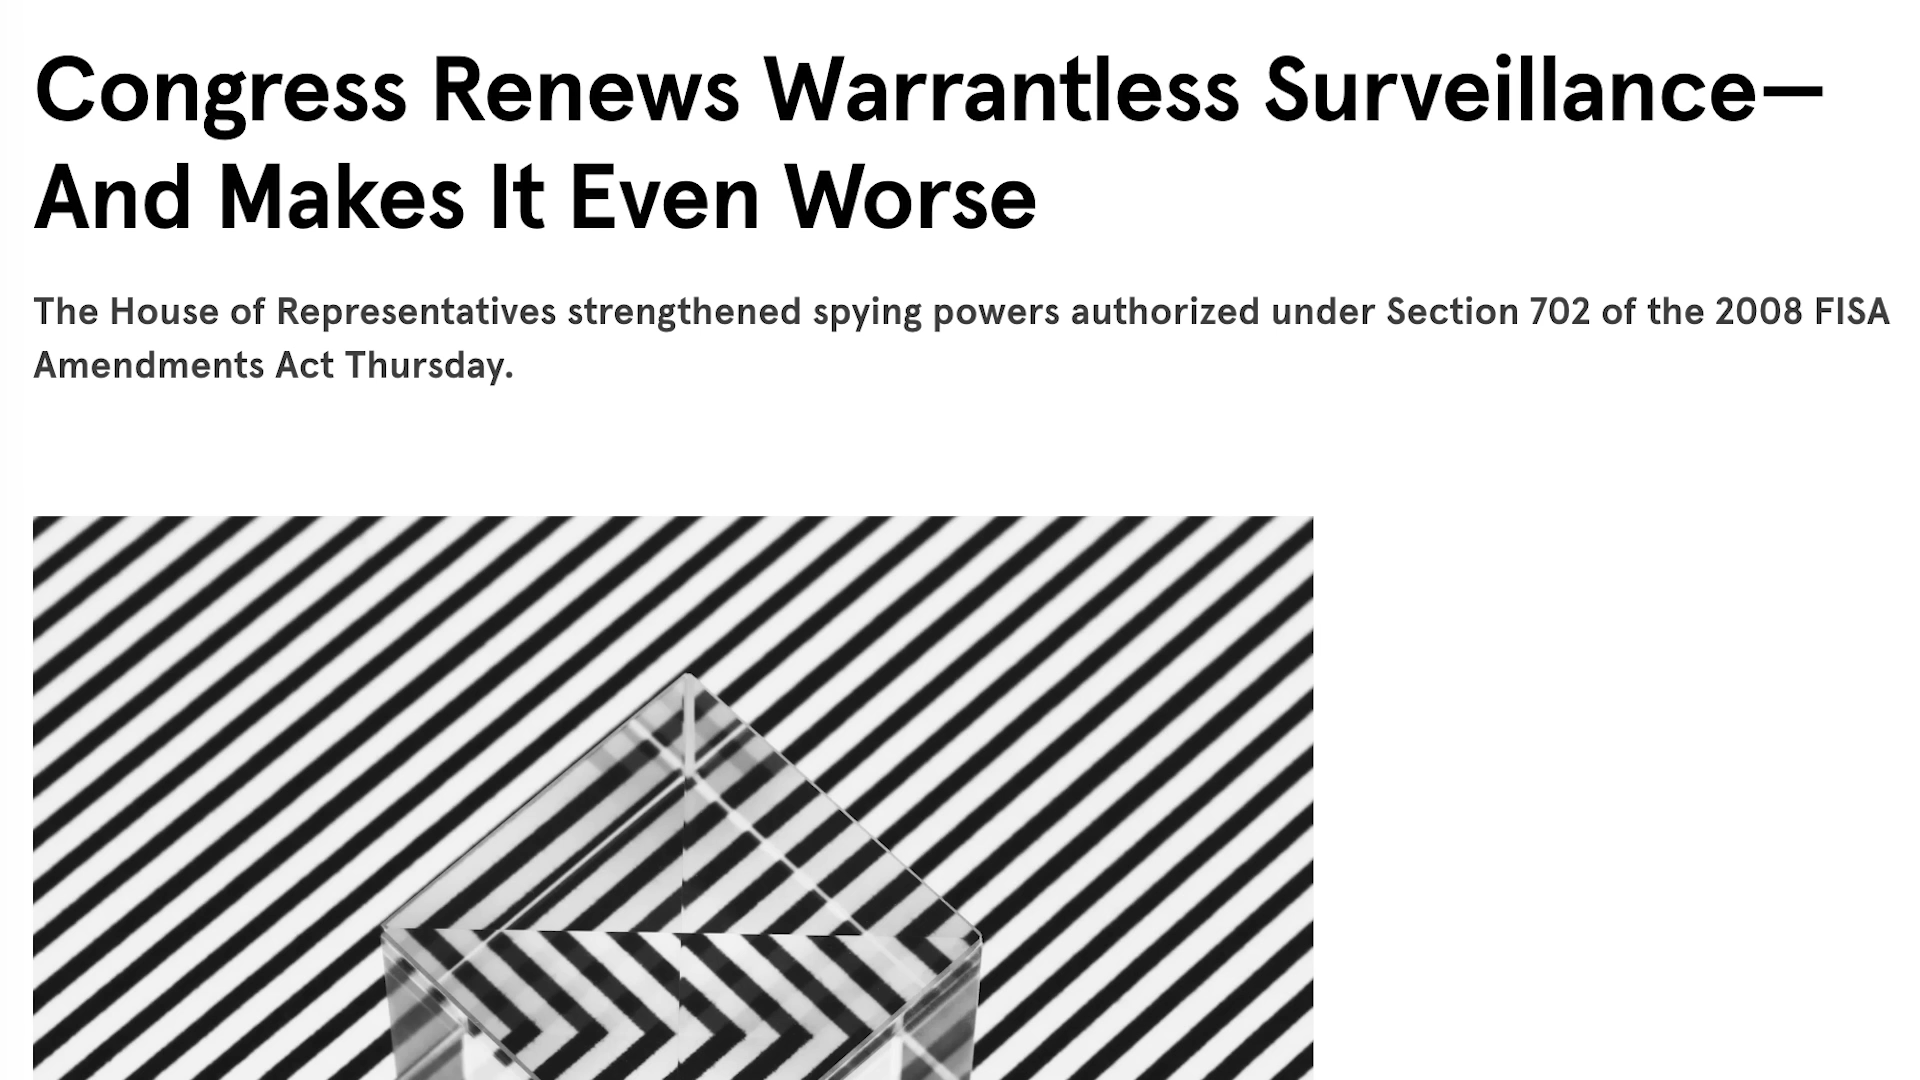 Congress Renews Warrantless Surveillance—
And Makes It Even Worse
The House of Representatives strengthened spying powers authorized under Section 702 of the 2008 FISA
Amendments Act Thursday.